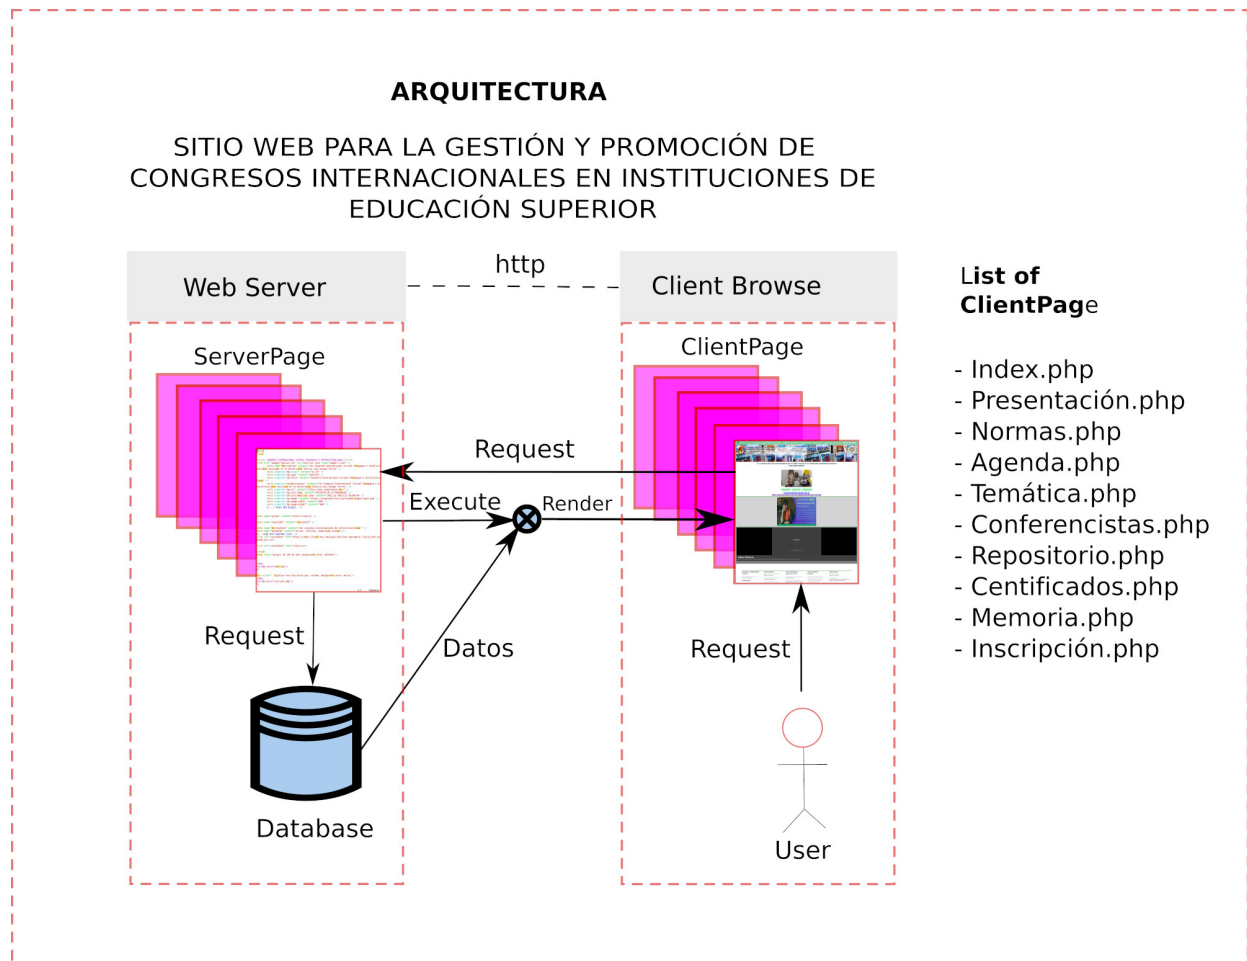 ARQUITECTURA
SITIO WEB PARA LA GESTIÓN Y PROMOCIÓN DE
CONGRESOS INTERNACIONALES EN INSTITUCIONES DE
EDUCACIÓN SUPERIOR
Web Server
http
Client Browse
ServerPage
ClientPage
Request
Execute
Render
Request
Datos
Request
Database
User
List of
ClientPage
- Index.php
- Presentación.php
- Normas.php
- Agenda.php
- Temática.php
- Conferencistas.php
- Repositorio.php
- Centificados.php
- Memoria.php
- Inscripción.php